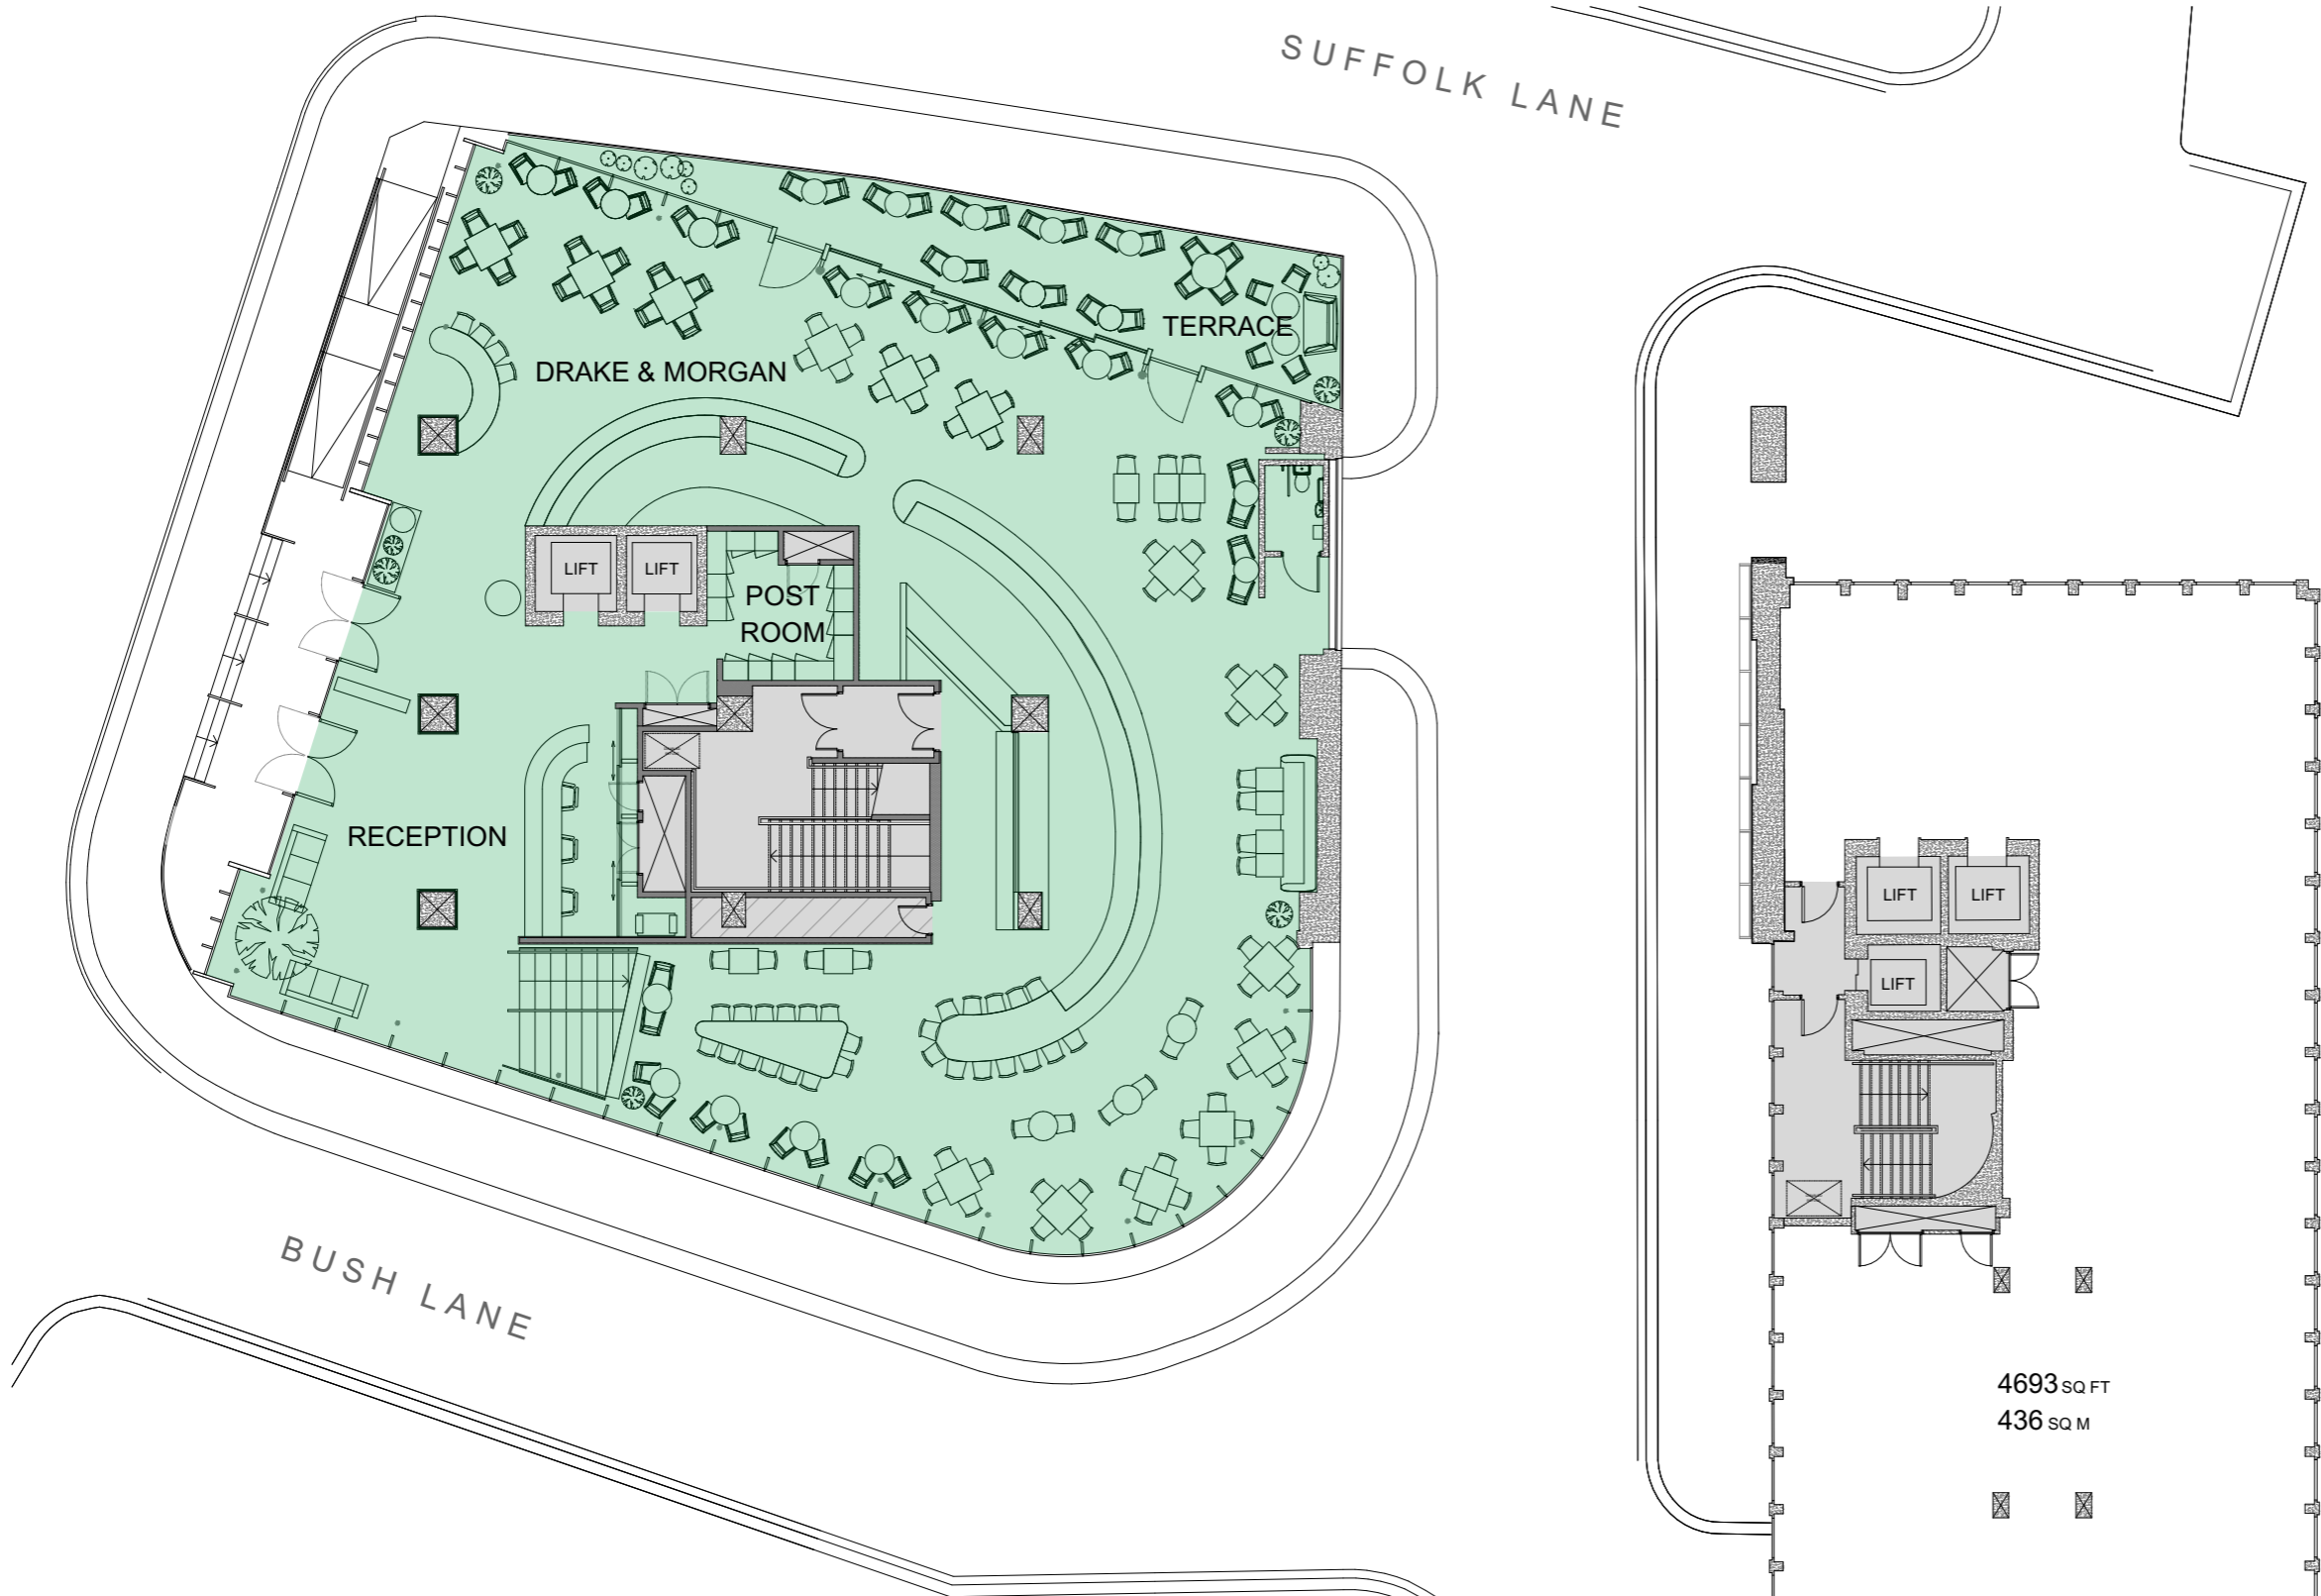 SUFFOLK LANE
TERRACE
DRAKE & MORGAN
LIFT
LIFT
POST
ROOM
RECEPTION
LIFT
LIFT
LIFT
BUSH LANE
4693 SQ FT
436 SQ M